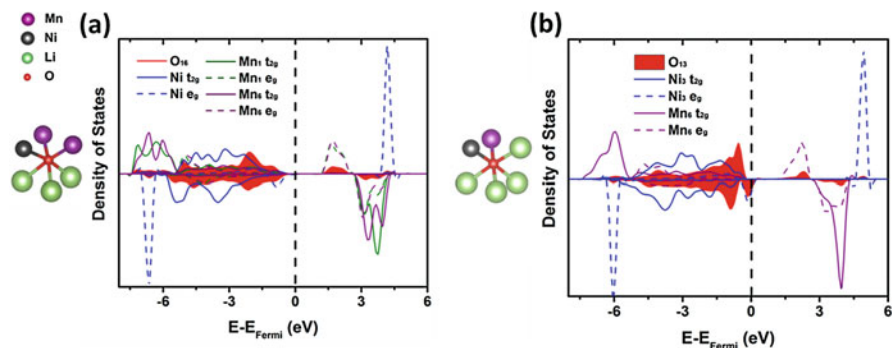 Mn
Ni
Li
O
(a)
O16
Ni t2g
Ni eg
Mn1 t2g
Mn1 eg
Mn6 t2g
Mn6 eg
Density of States
-6 -3 0 3 6
E-EFermi (eV)
(b)
O13
Ni3 t2g
Ni3 eg
Mn6 t2g
Mn6 eg
Density of States
-6 -3 0 3 6
E-EFermi (eV)